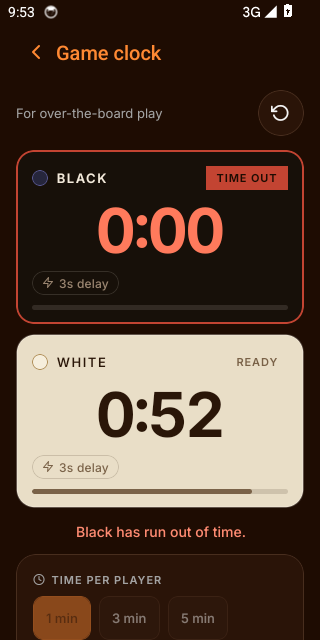 9:53
3G
Game clock
For over-the-board play
BLACK
TIME OUT
0:00
3s delay
WHITE
READY
0:52
3s delay
Black has run out of time.
TIME PER PLAYER
1 min
3 min
5 min